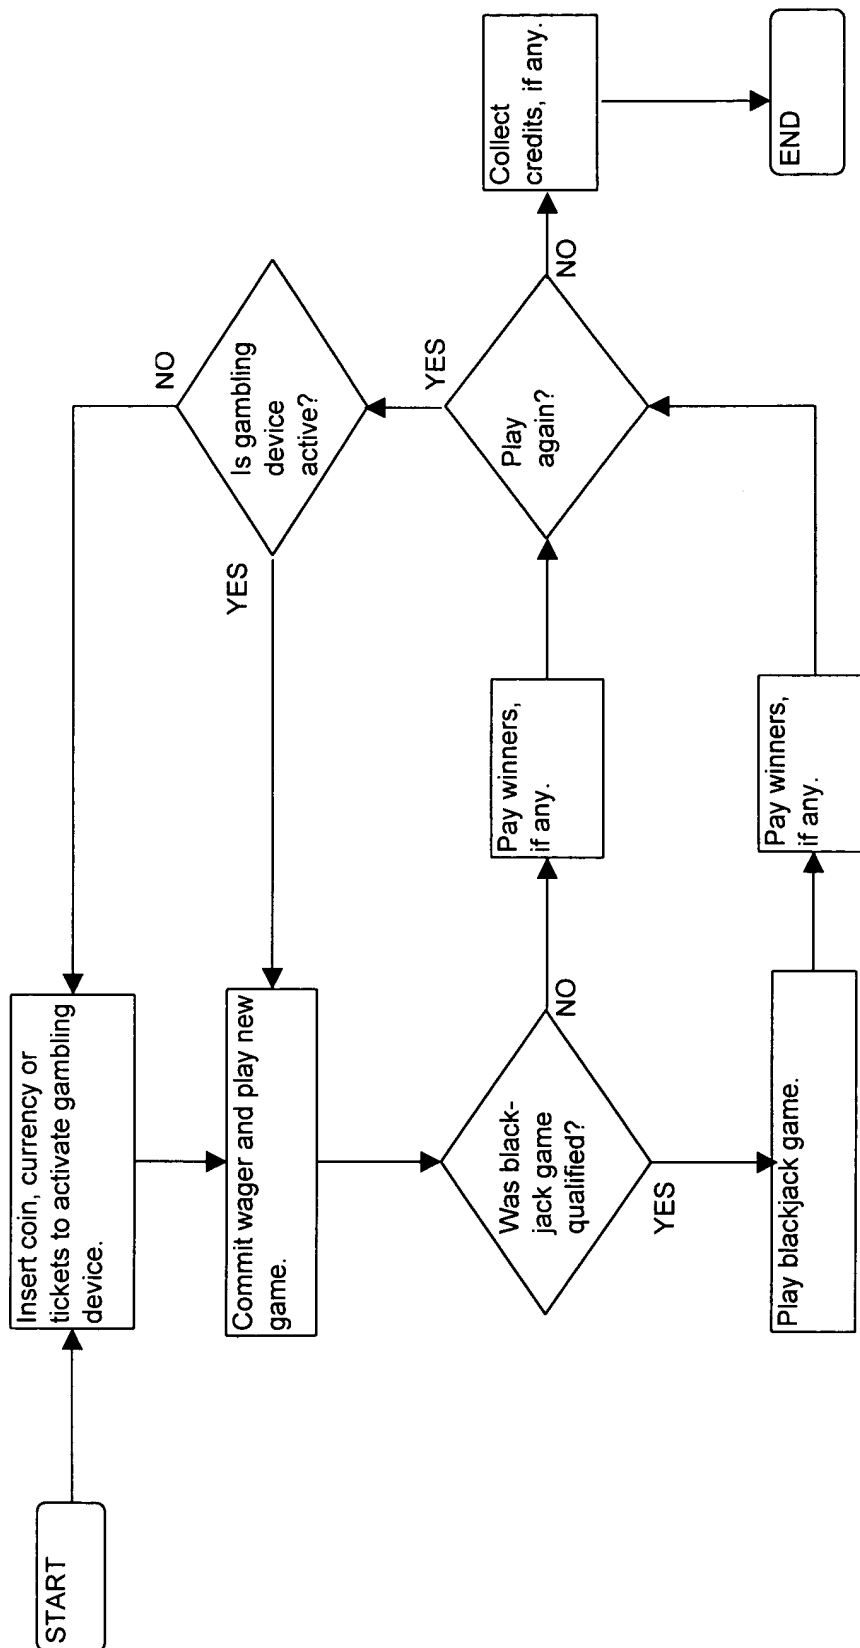 START
Insert coin, currency or
tickets to activate gambling
device.
Commit wager and play new
game.
Was black-
jack game
qualified?
NO
YES
Pay winners,
if any.
Play blackjack game.
Pay winners,
if any.
Play
again?
YES
NO
Is gambling
device
active?
YES
NO
Collect
credits, if any.
END